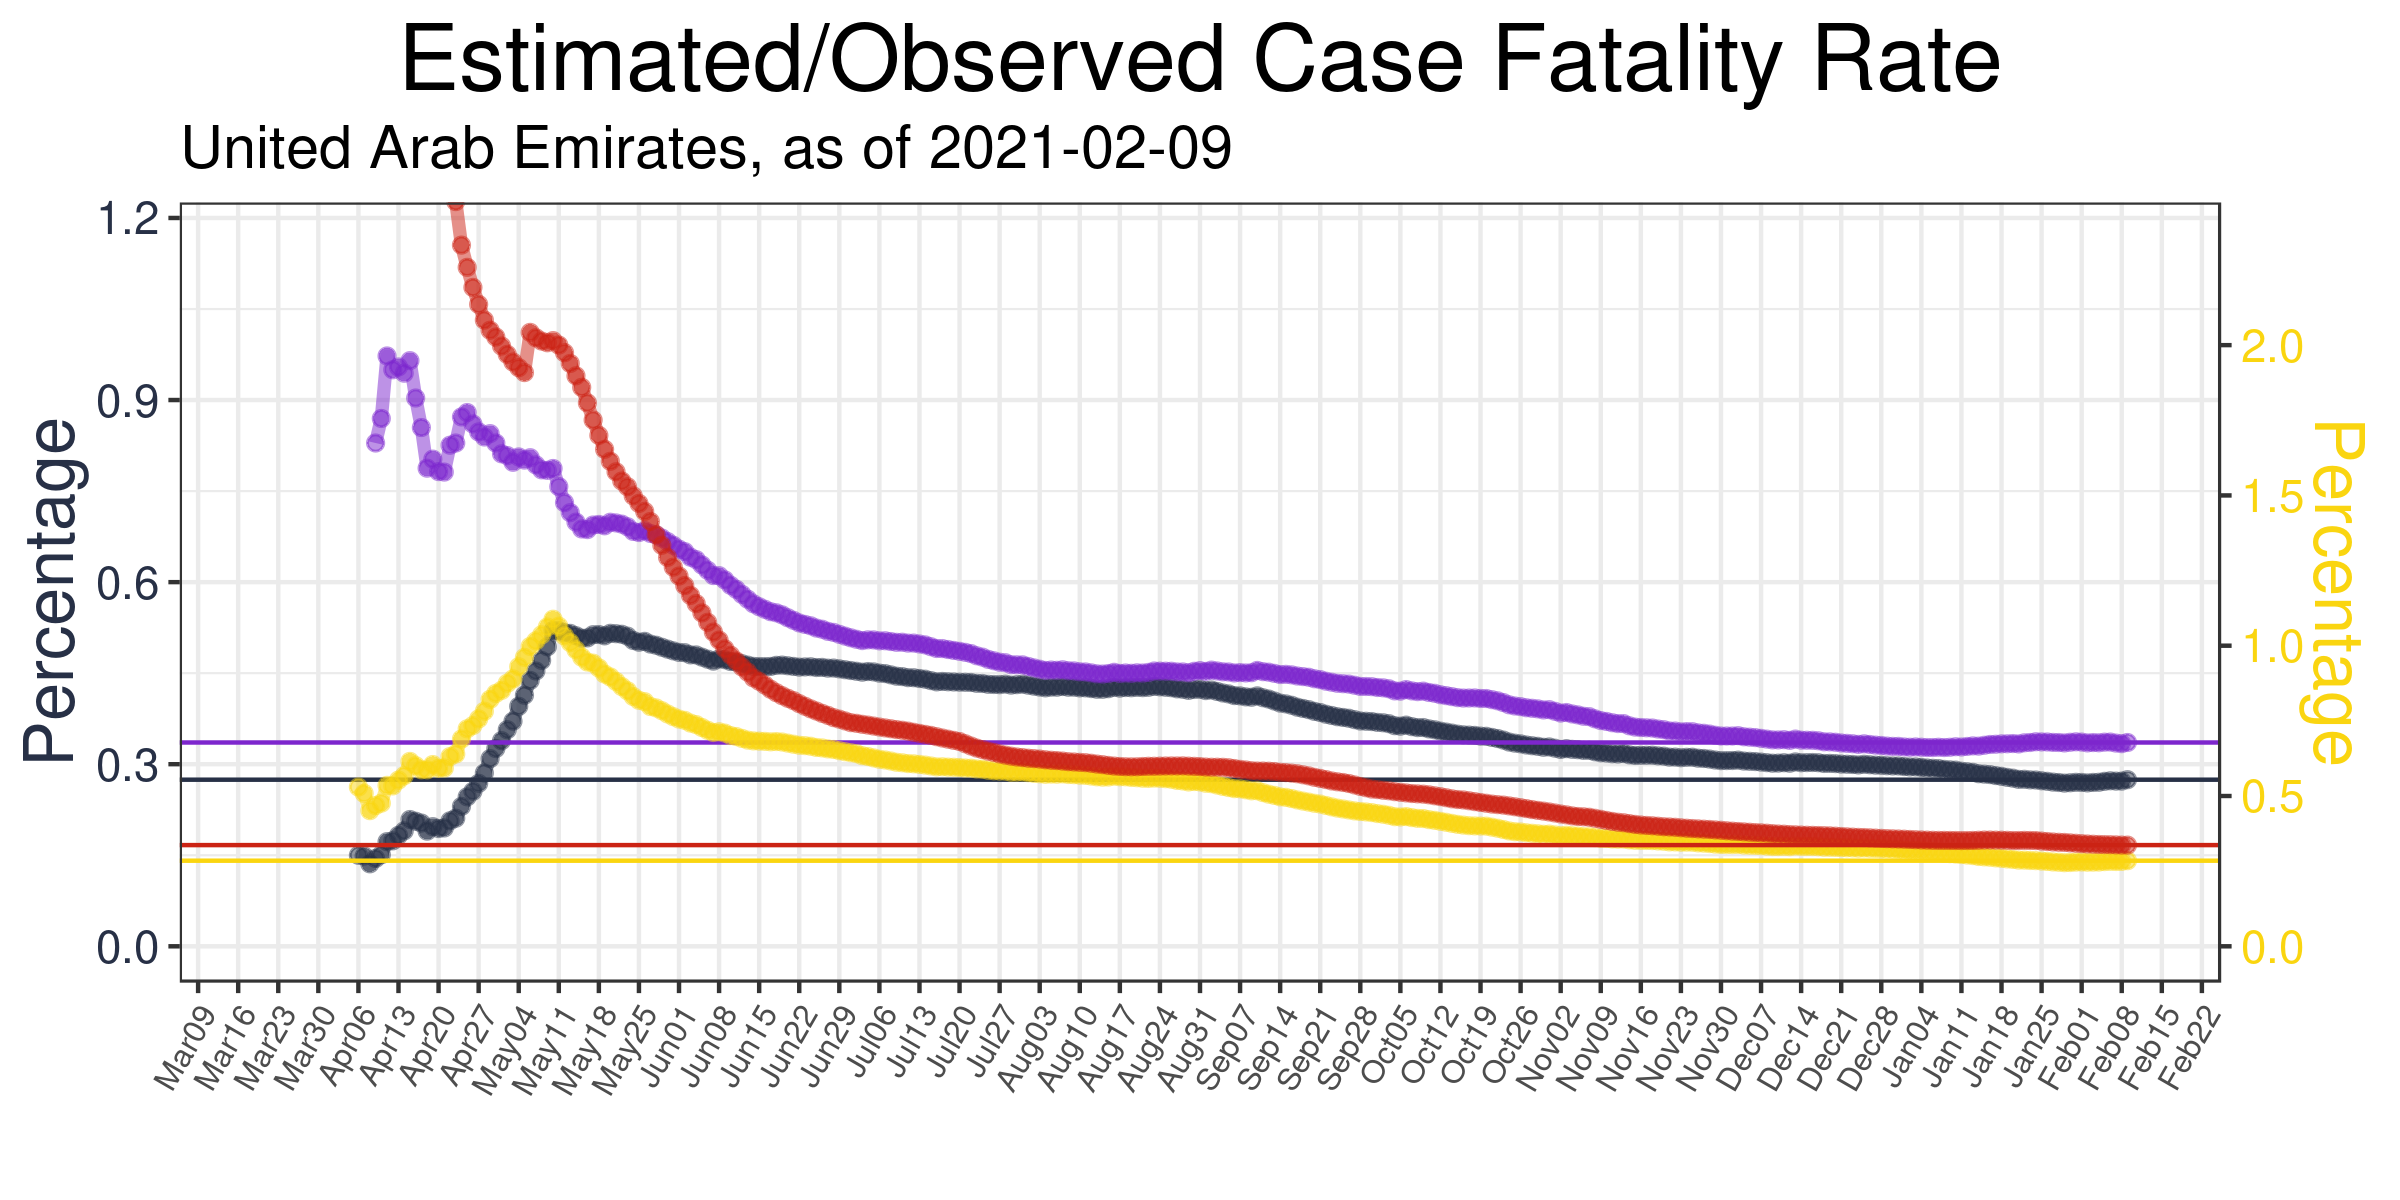 Estimated/Observed Case Fatality Rate
United Arab Emirates, as of 2021-02-09
Percentage
1.2
0.9
0.6
0.3
0.0
2.0
1.5
1.0
0.5
0.0
Percentage
Mar09 Mar16 Mar23 Mar30 Apr06 Apr13 Apr20 Apr27 May04 May11 May18 May25 Jun01 Jun08 Jun15 Jun22 Jun29 Jul06 Jul13 Jul20 Jul27 Aug03 Aug10 Aug17 Aug24 Aug31 Sep07 Sep14 Sep21 Sep28 Oct05 Oct12 Oct19 Oct26 Nov02 Nov09 Nov16 Nov23 Nov30 Dec07 Dec14 Dec21 Dec28 Dec04 Jan11 Jan18 Jan25 Feb01 Feb08 Feb15 Feb22